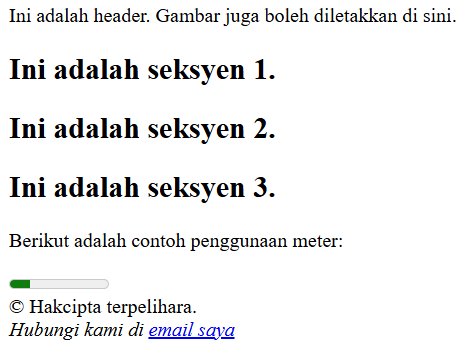 Ini adalah header. Gambar juga boleh diletakkan di sini.
Ini adalah seksyen 1.
Ini adalah seksyen 2.
Ini adalah seksyen 3.
Berikut adalah contoh penggunaan meter:
© Hakcipta terpelihara.
Hubungi kami di email saya